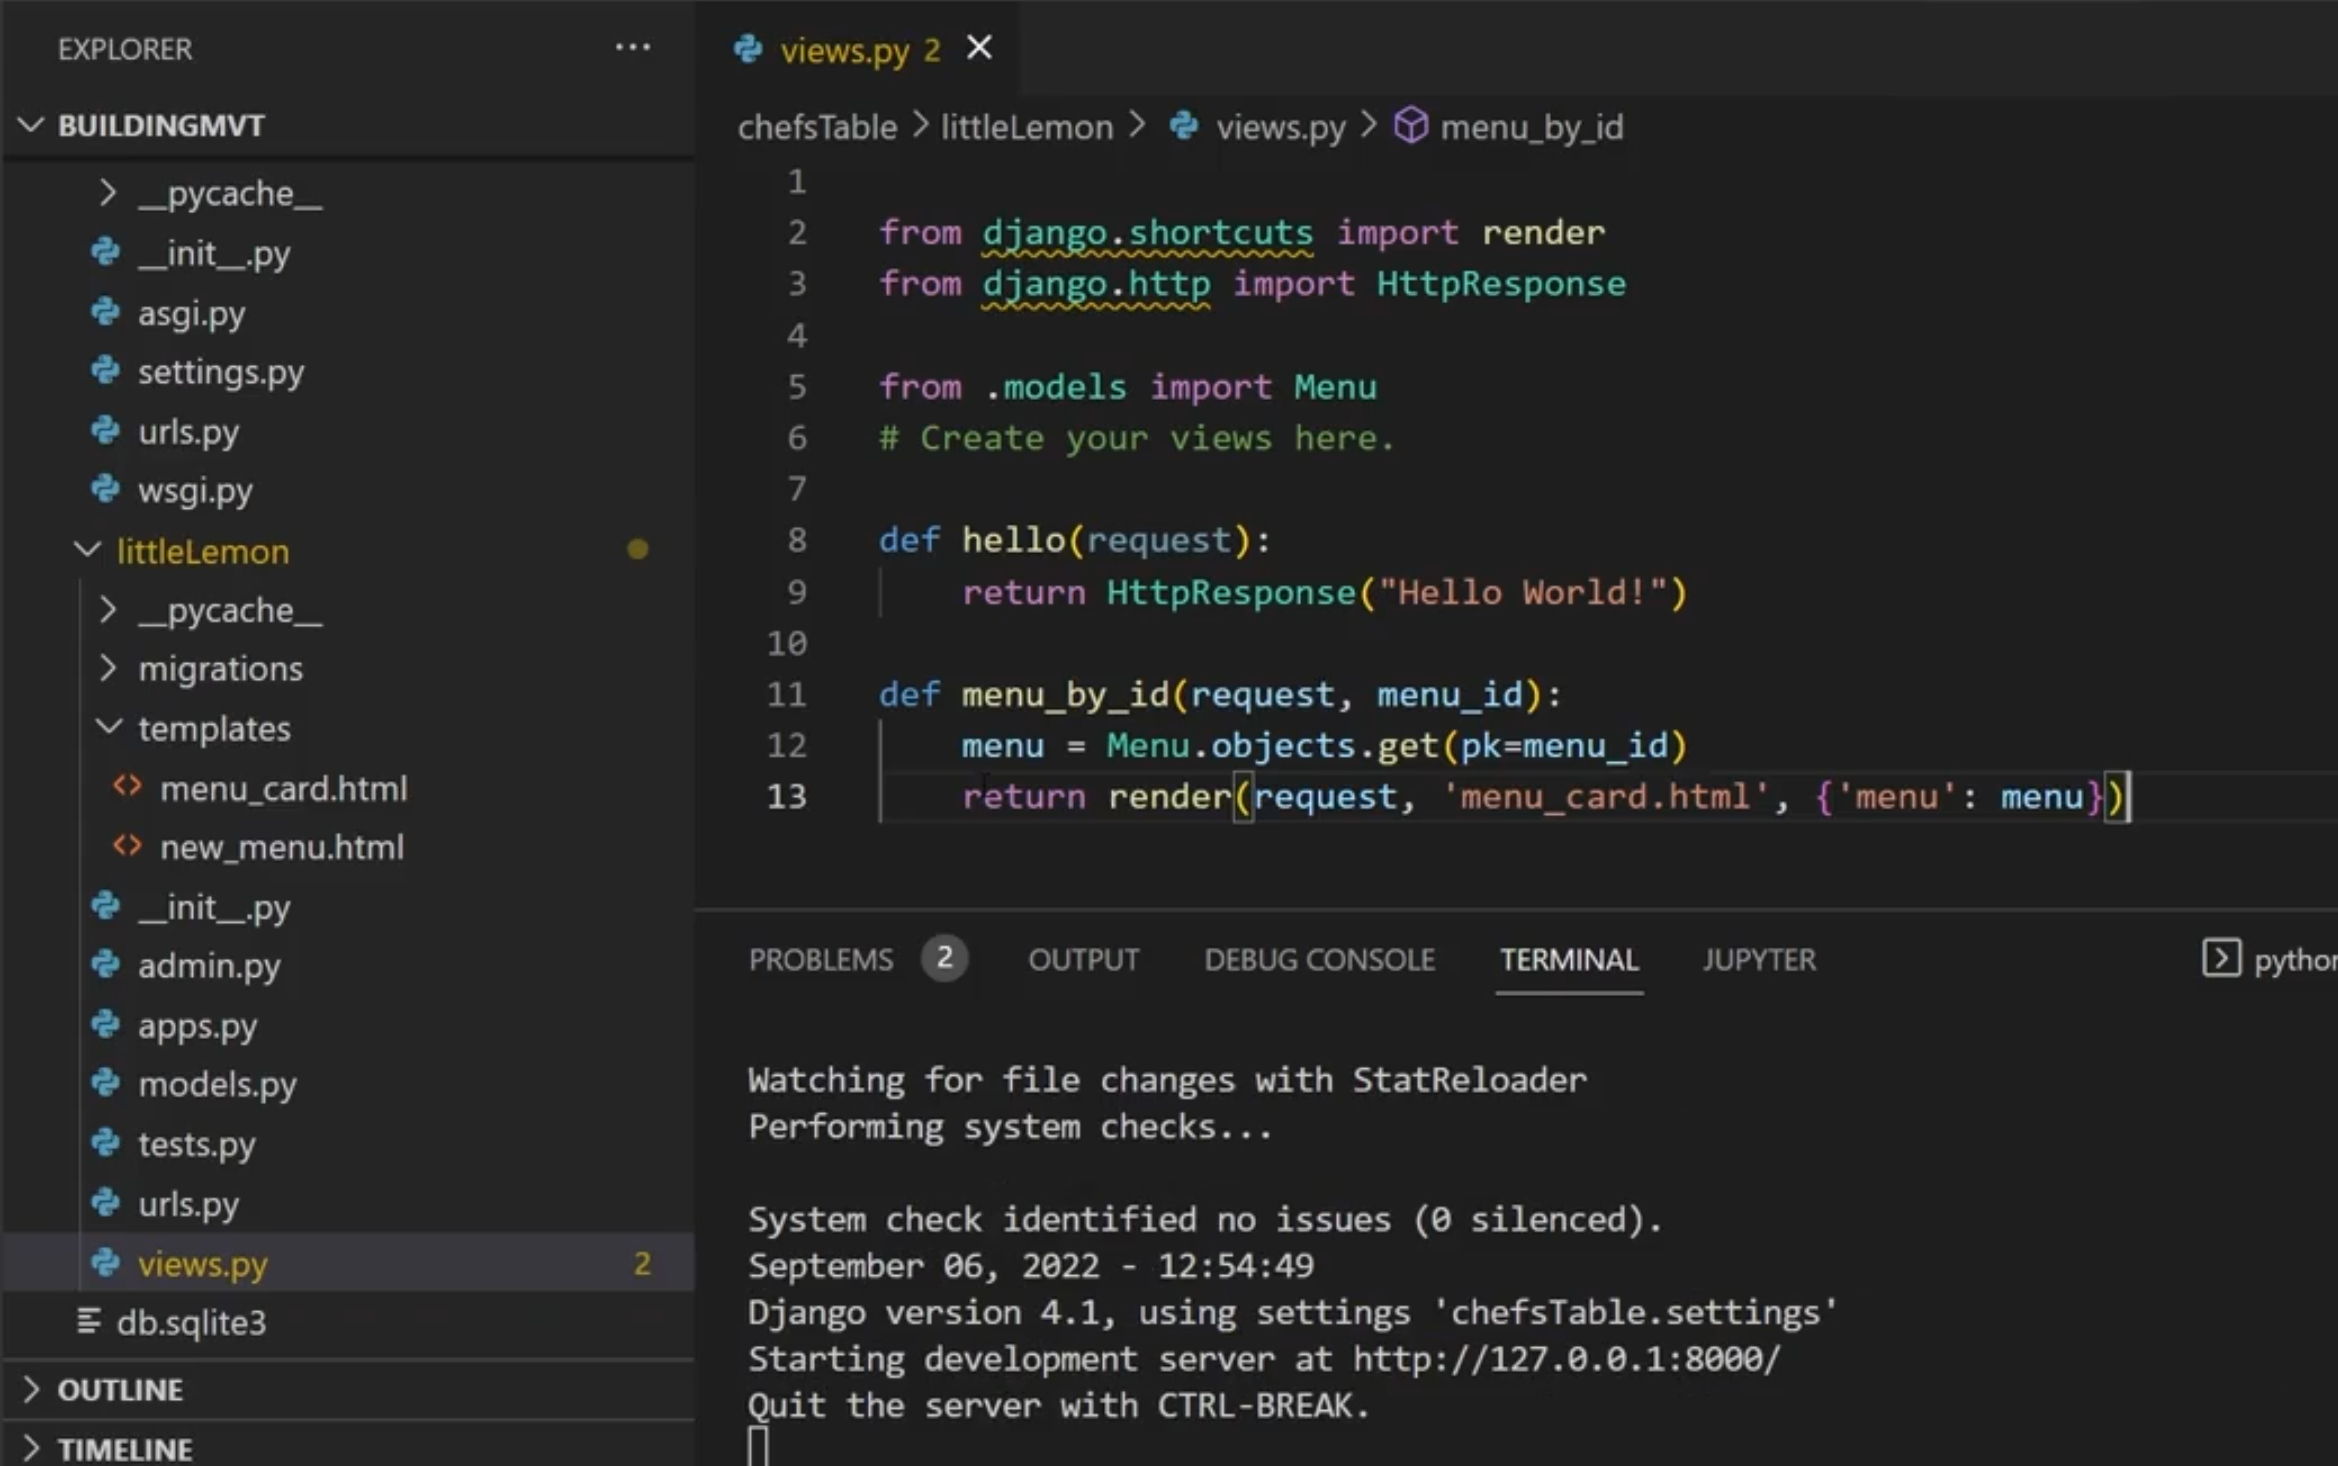 EXPLORER
BUILDINGMVT
__pycache__
__init__.py
asgi.py
settings.py
urls.py
wsgi.py
littleLemon
__pycache__
migrations
templates
<> menu_card.html
<> new_menu.html
__init__.py
admin.py
apps.py
models.py
tests.py
urls.py
views.py 2
db.sqlite3
OUTLINE
TIMELINE
views.py 2
chefsTable > littleLemon > views.py > menu_by_id
1
2 from django.shortcuts import render
3 from django.http import HttpResponse
4
5 from .models import Menu
6 # Create your views here.
7
8 def hello(request):
9 return HttpResponse("Hello World!")
10
11 def menu_by_id(request, menu_id):
12 menu = Menu.objects.get(pk=menu_id)
13 return render(request, 'menu_card.html', {'menu': menu})
PROBLEMS 2 OUTPUT DEBUG CONSOLE TERMINAL JUPYTER
Watching for file changes with StatReloader
Performing system checks...
System check identified no issues (0 silenced).
September 06, 2022 - 12:54:49
Django version 4.1, using settings 'chefsTable.settings'
Starting development server at http://127.0.0.1:8000/
Quit the server with CTRL-BREAK.